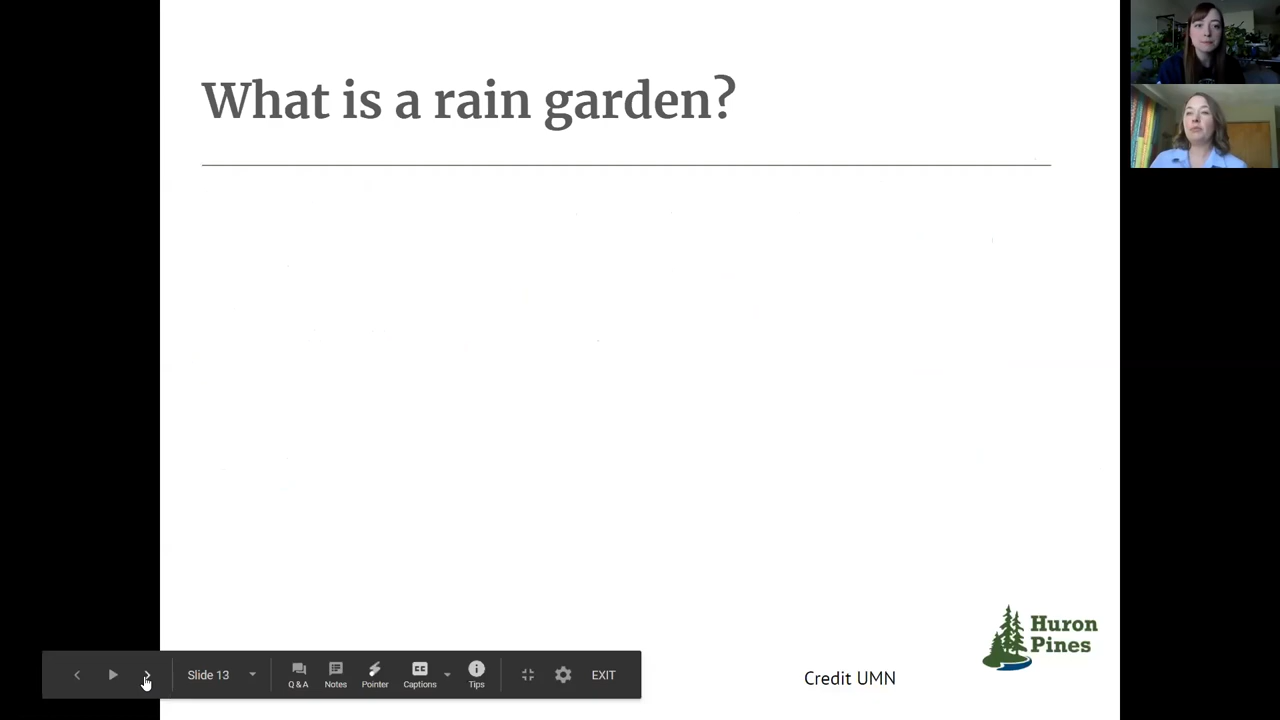 What is a rain garden?
Huron
Pines
Slide 13
Q & A
Notes
Pointer
Captions
Tips
EXIT
Credit UMN